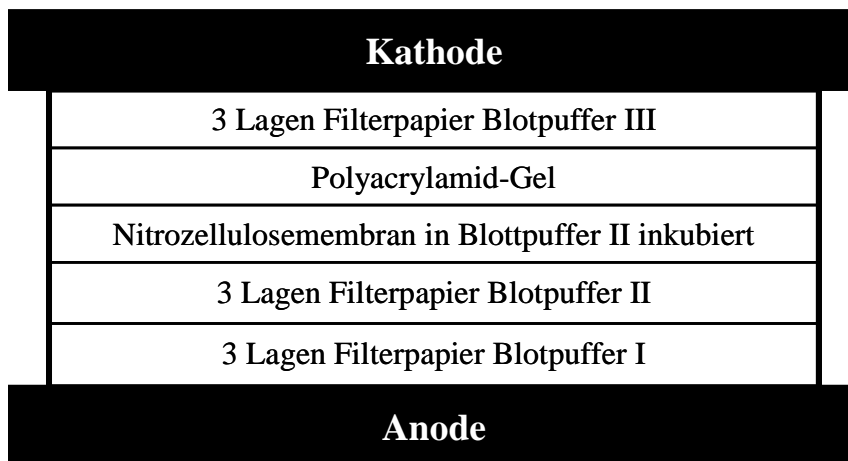 Kathode
3 Lagen Filterpapier Blotpuffer III
Polyacrylamid-Gel
Nitrozellulosemembran in Blottpuffer II inkubiert
3 Lagen Filterpapier Blotpuffer II
3 Lagen Filterpapier Blotpuffer I
Anode